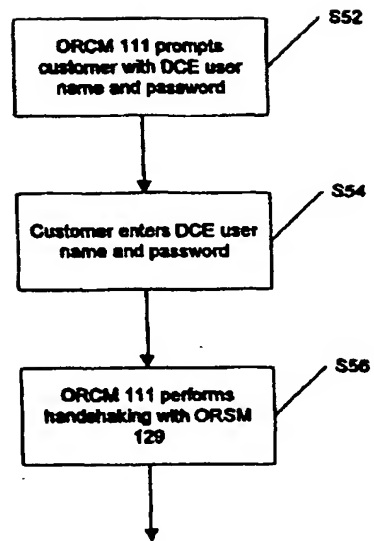 S52
ORCM 111 prompts
customer with DCE user
name and password
S54
Customer enters DCE user
name and password
S56
ORCM 111 performs
handshaking with ORSM
129